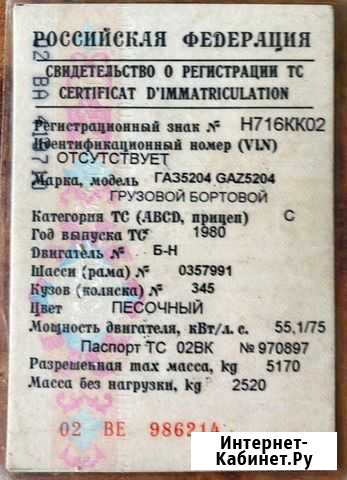 РОССИЙСКАЯ ФЕДЕРАЦИЯ
СВИДЕТЕЛЬСТВО О РЕГИСТРАЦИИ ТС
CERTIFICAT D'IMMATRICULATION
Регистрационный знак № Н716КК02
Идентификационный номер (VIN)
ОТСУТСТВУЕТ
Марка, модель ГАЗ5204 GAZ5204
ГРУЗОВОЙ БОРТОВОЙ
Категория ТС (ABCD, прицеп) C
Год выпуска ТС 1980
Двигатель № Б-Н
Шасси (рама) № 0357991
Кузов (коляска) № 345
Цвет ПЕСОЧНЫЙ
Мощность двигателя, кВт/л. с. 55,1/75
Паспорт ТС 02ВК № 970897
Разрешенная max масса, kg 5170
Масса без нагрузки, kg 2520
02 ВЕ 986214
Интернет-
Кабинет.Ру